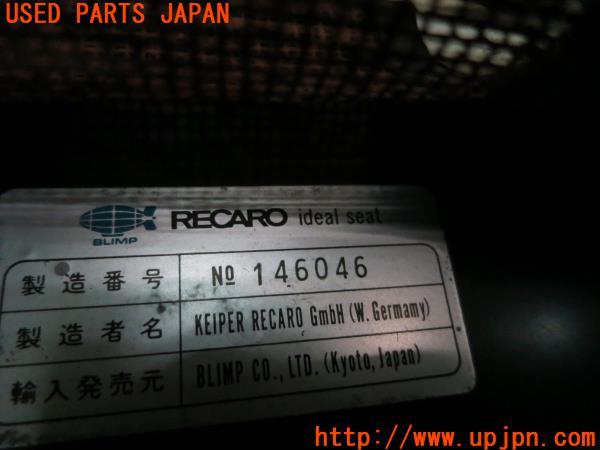 USED PARTS JAPAN
BLIMP
RECARO ideal seat
製造番号 № 146046
製造者名 KEIPER RECARO GmbH (W. Germamy)
輸入発売元 BLIMP CO., LTD. (Kyoto, Japan)
http://www.upjpn.com